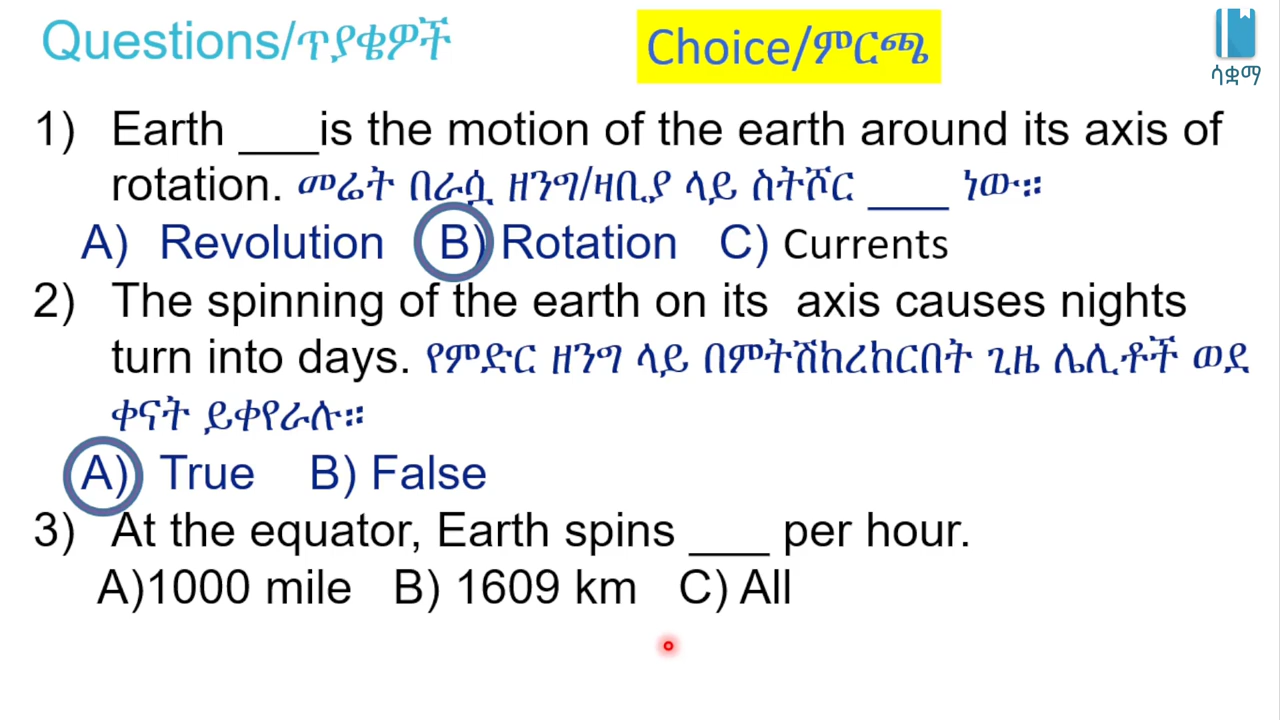 Questions/ጥያቄዎች
Choice/ምርጫ
ሳቋማ
1) Earth ___is the motion of the earth around its axis of
rotation. መሬት በራሷ ዘንግ/ዛቢያ ላይ ስትሾር ___ ነው።
A) Revolution B) Rotation C) Currents
2) The spinning of the earth on its axis causes nights
turn into days. የምድር ዘንግ ላይ በምትሽከረከርበት ጊዜ ሌሊቶች ወደ
ቀናት ይቀየራሉ።
A) True B) False
3) At the equator, Earth spins ___ per hour.
A)1000 mile B) 1609 km C) All